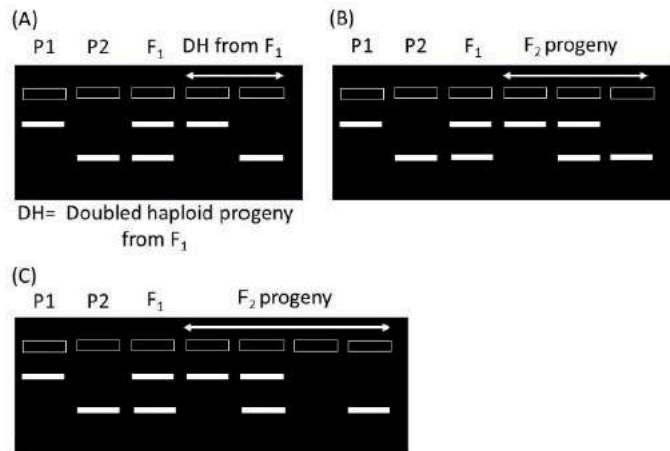 (A)
P1 P2 F₁ DH from F₁
DH= Doubled haploid progeny
from F₁
(B)
P1 P2 F₁ F₂ progeny
(C)
P1 P2 F₁ F₂ progeny